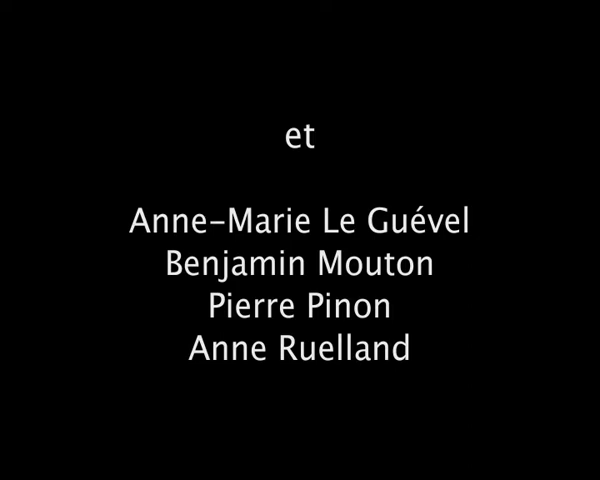 et
Anne-Marie Le Guével
Benjamin Mouton
Pierre Pinon
Anne Ruelland